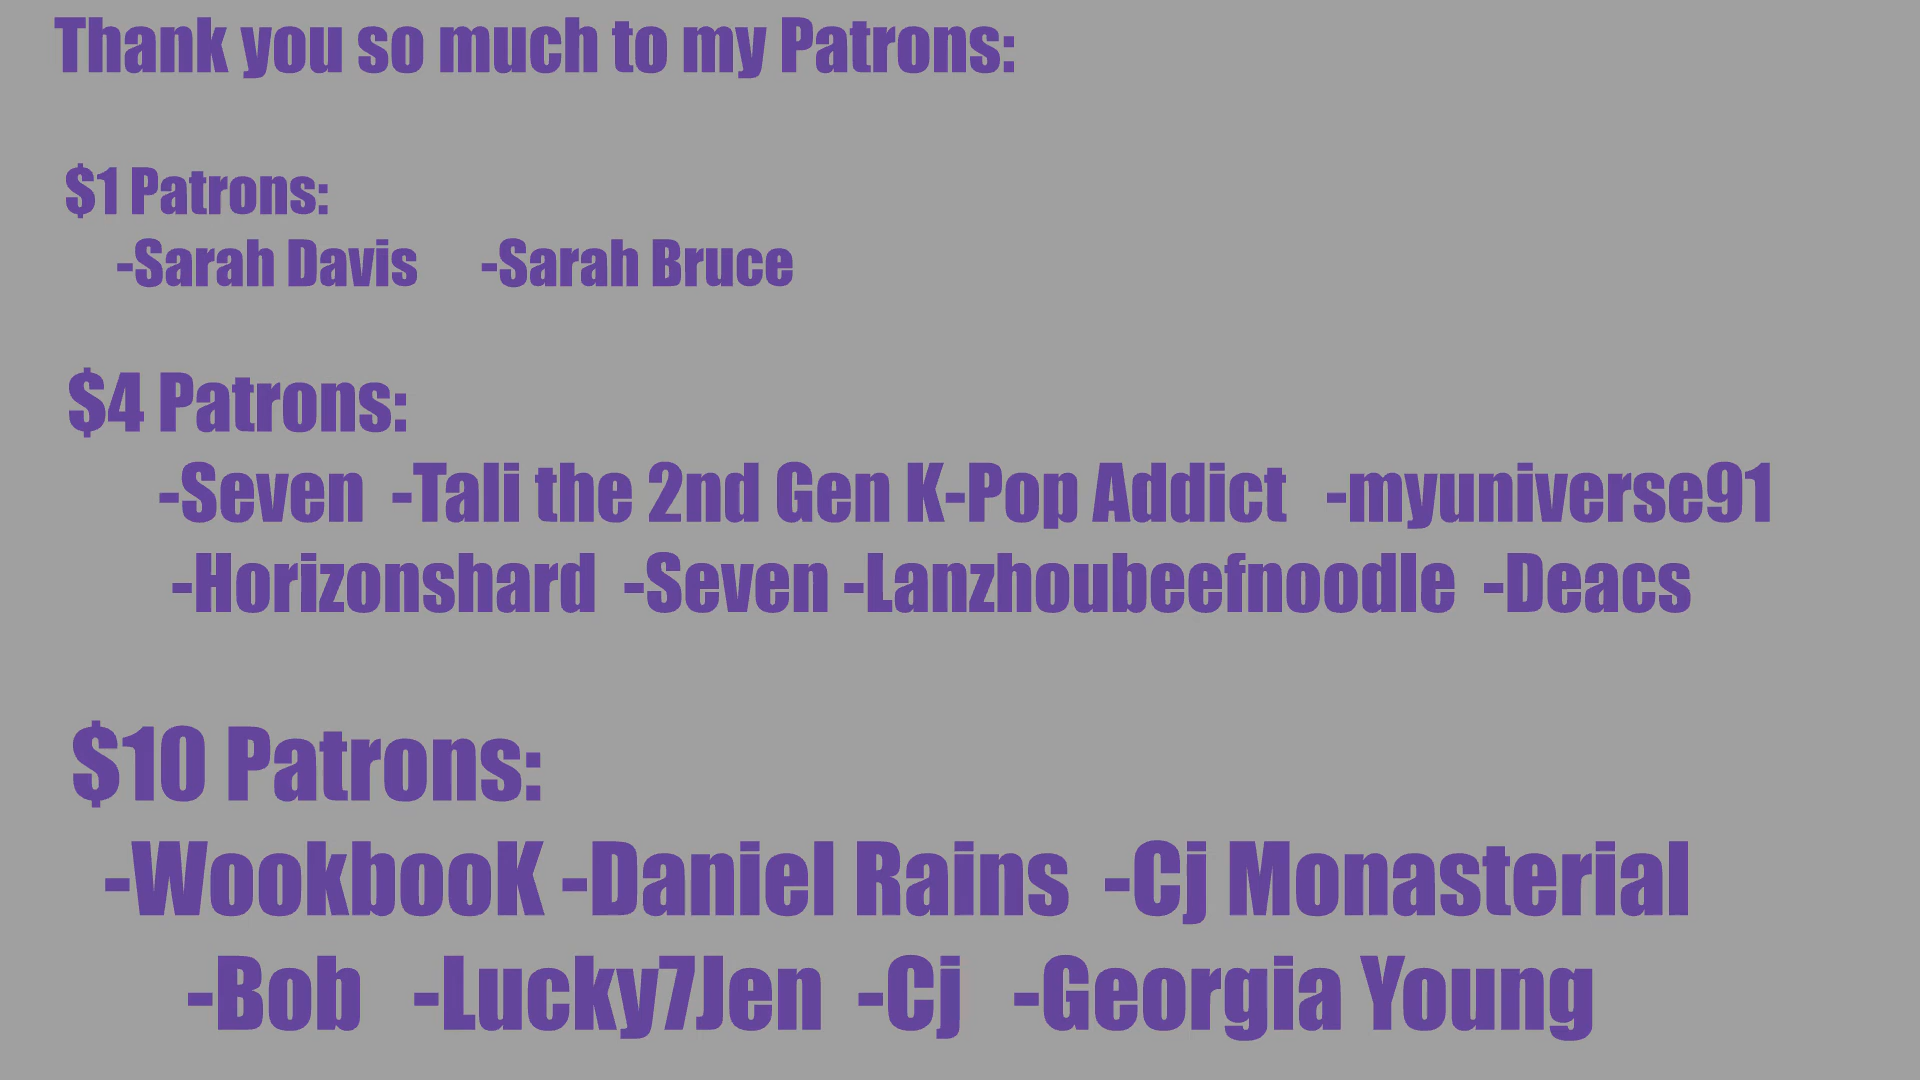 Thank you so much to my Patrons:
$1 Patrons:
-Sarah Davis -Sarah Bruce
$4 Patrons:
-Seven -Tali the 2nd Gen K-Pop Addict -myuniverse91
-Horizonshard -Seven -Lanzhoubeefnoodle -Deacs
$10 Patrons:
-WookbooK -Daniel Rains -Cj Monasterial
-Bob -Lucky7Jen -Cj -Georgia Young